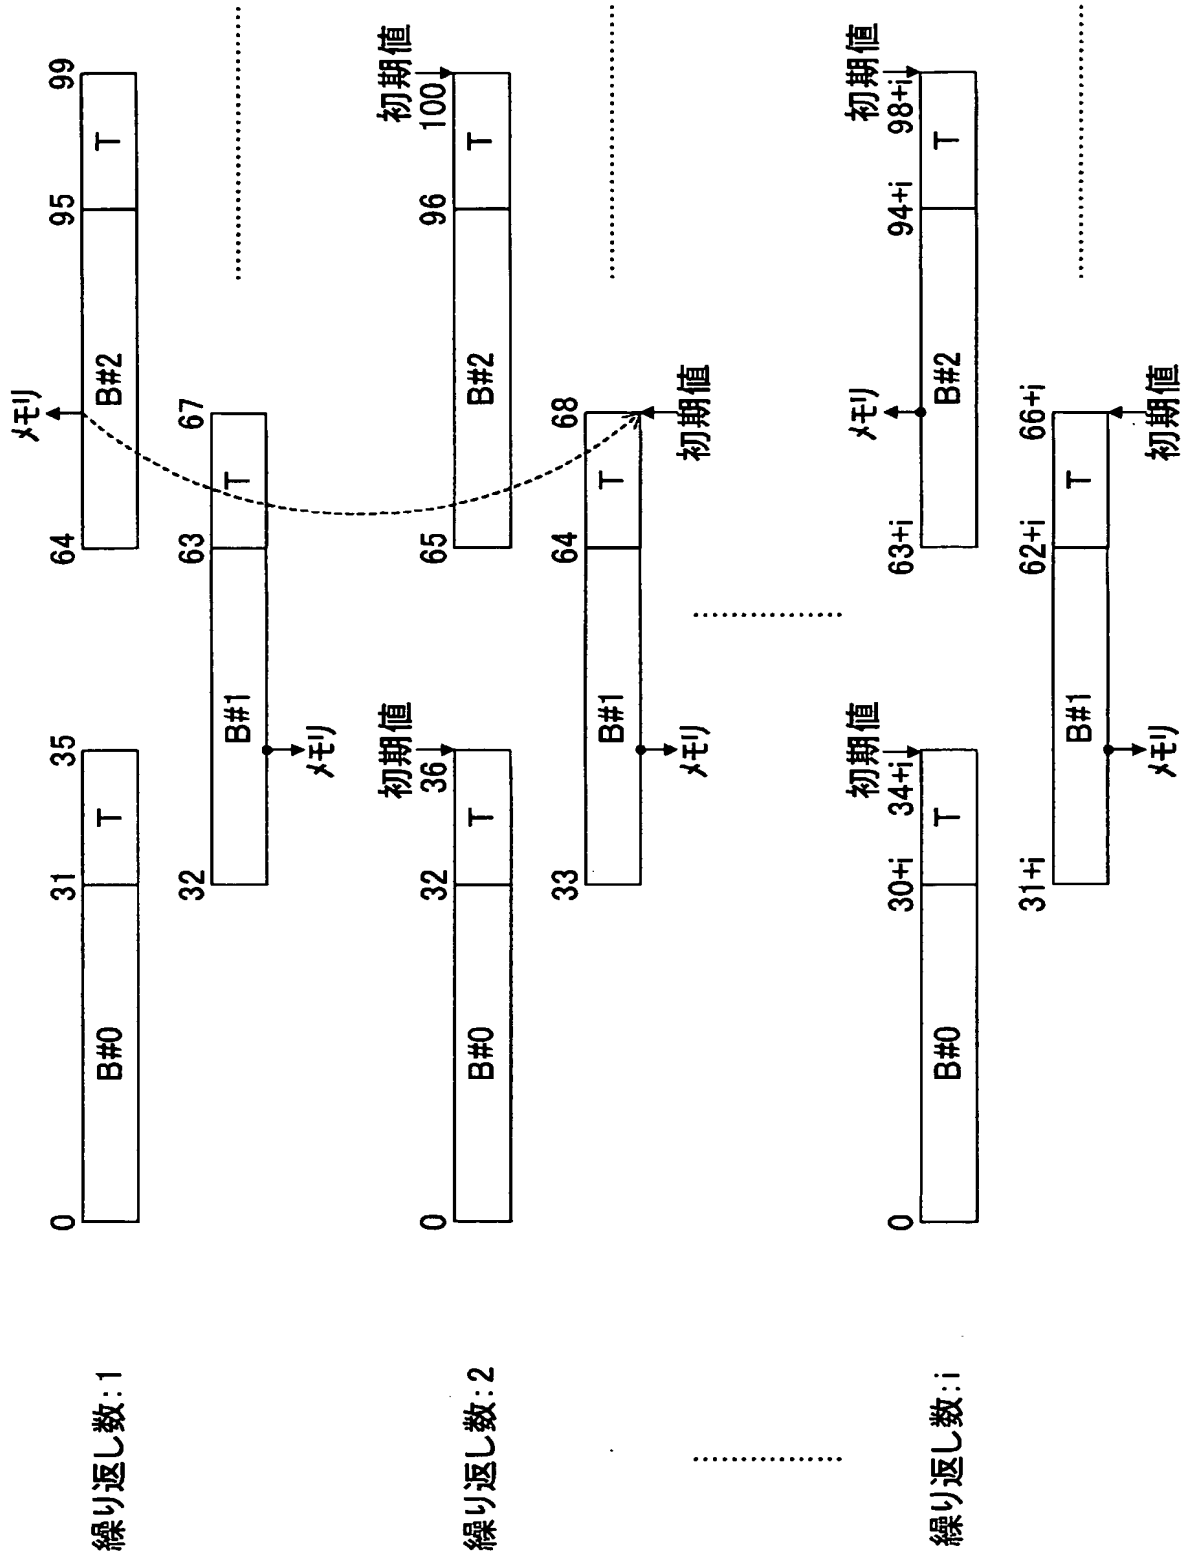 繰り返し数:1
0
31
35
B#0
T
メモリ
64
95
99
B#2
T
32
63
67
B#1
T
メモリ
繰り返し数:2
初期値
0
32
36
B#0
T
初期値
65
96
100
B#2
T
33
64
68
B#1
T
メモリ
初期値
繰り返し数:i
初期値
0
30+i
34+i
B#0
T
メモリ
初期値
63+i
94+i
98+i
B#2
T
31+i
62+i
66+i
B#1
T
メモリ
初期値